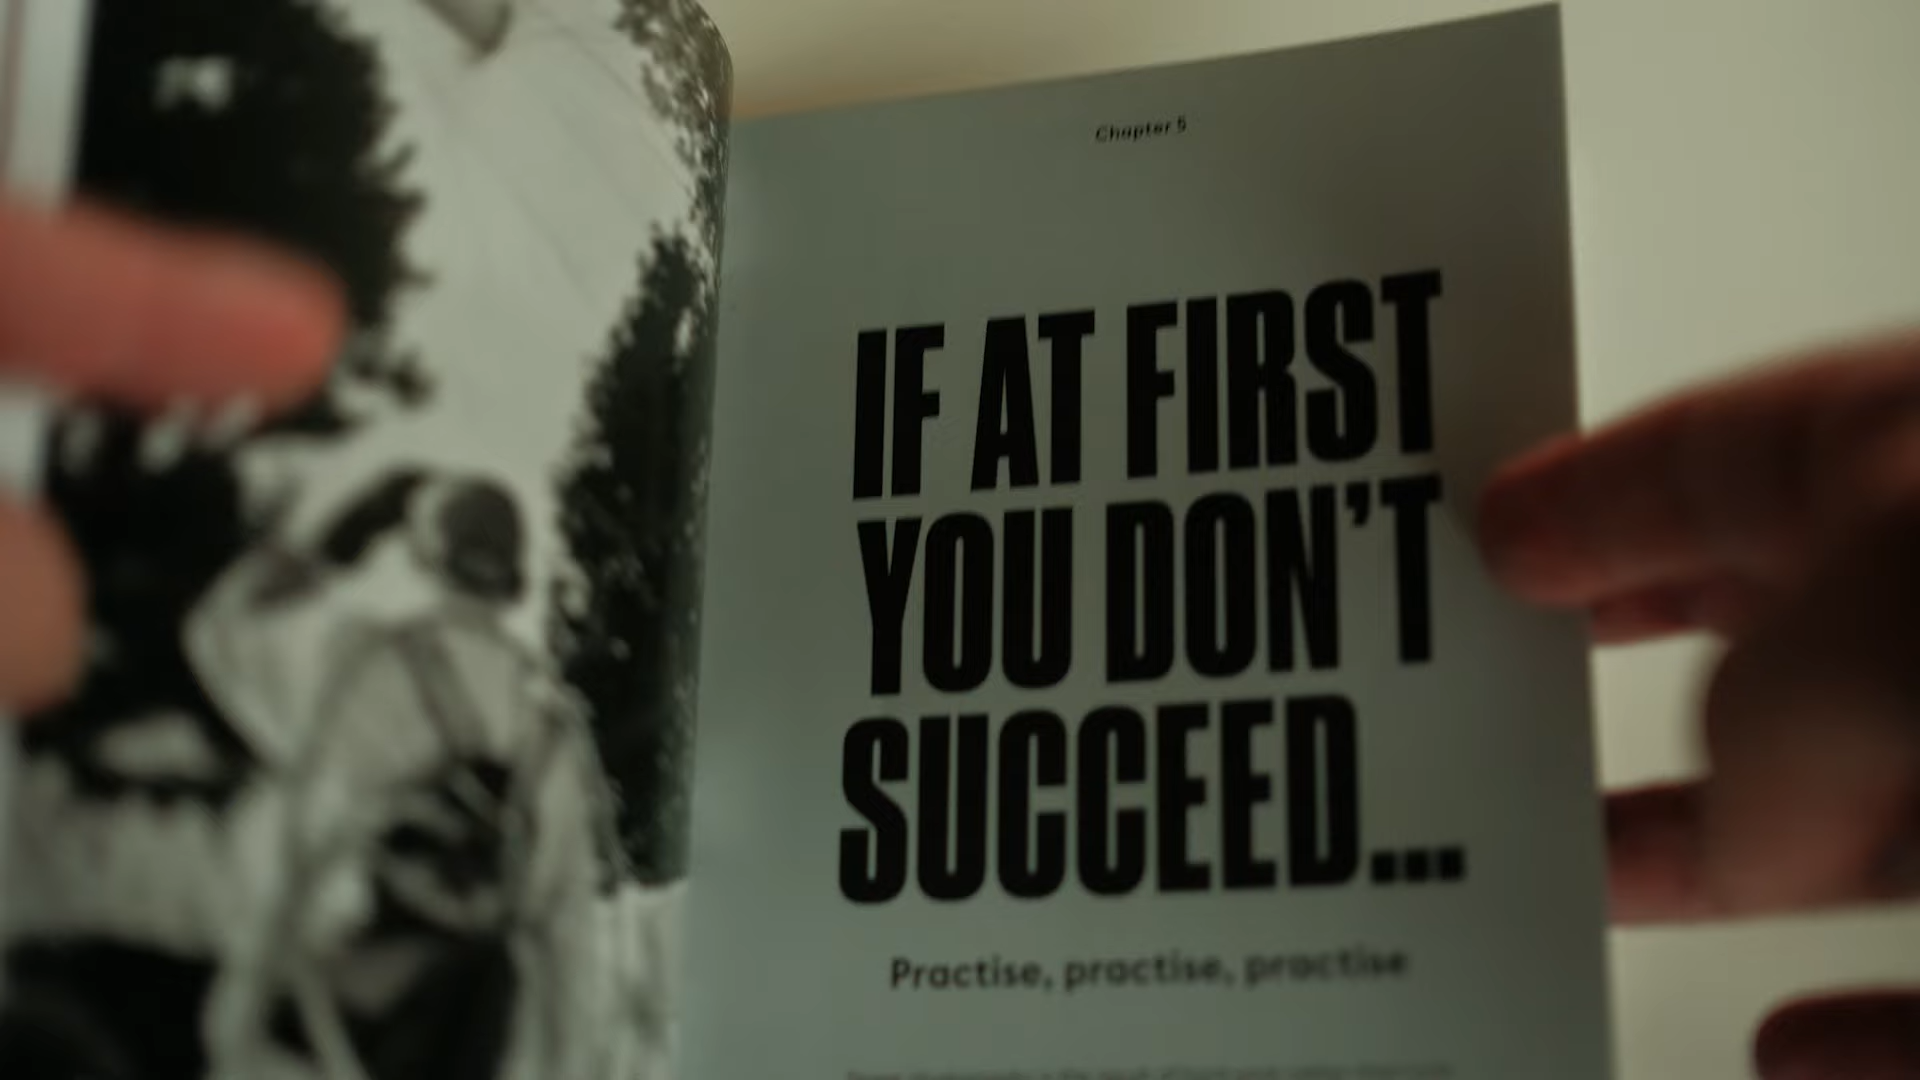 Chapter 5
IF AT FIRST
YOU DON'T
SUCCEED...
Practise, practise, practise